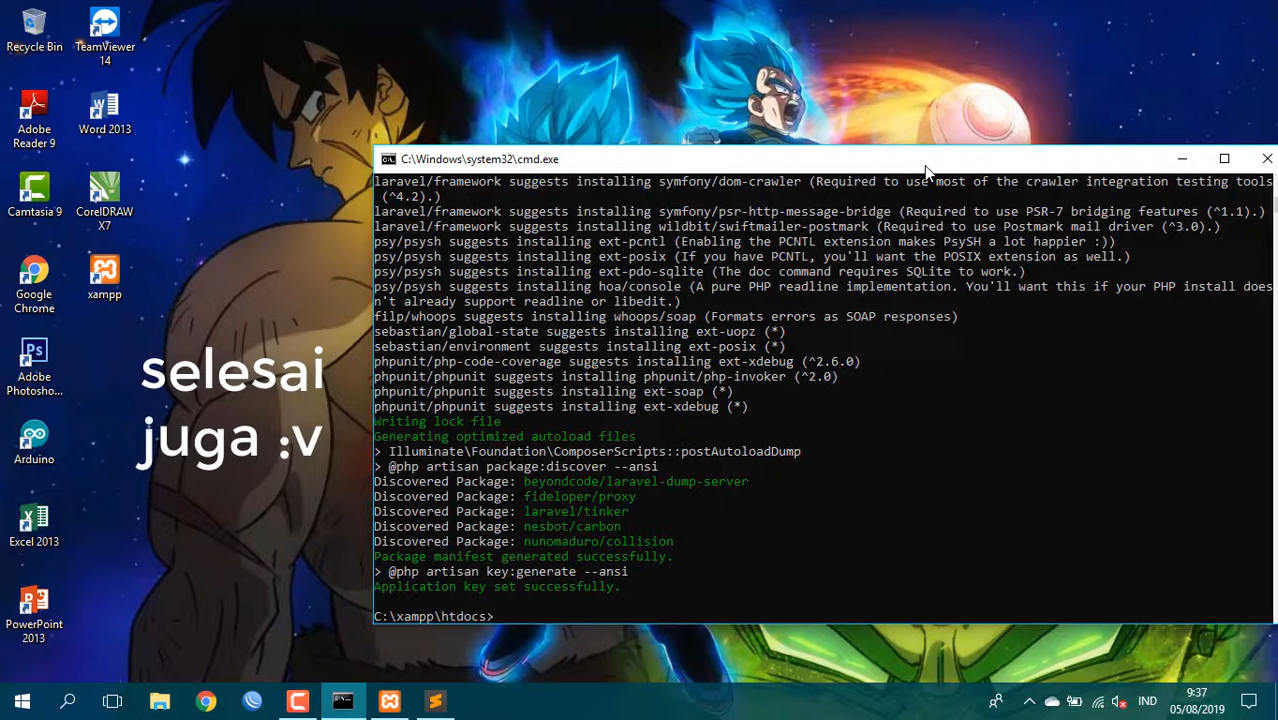 Recycle Bin
TeamViewer
14
Adobe
Reader 9
Word 2013
Camtasia 9
CorelDRAW
X7
Google
Chrome
xampp
Adobe
Photosho...
Arduino
Excel 2013
PowerPoint
2013
selesai
juga :v
C:\Windows\system32\cmd.exe
laravel/framework suggests installing symfony/dom-crawler (Required to use most of the crawler integration testing tools
(^4.2).)
laravel/framework suggests installing symfony/psr-http-message-bridge (Required to use PSR-7 bridging features (^1.1).)
laravel/framework suggests installing wildbit/swiftmailer-postmark (Required to use Postmark mail driver (^3.0).)
psy/psysh suggests installing ext-pcntl (Enabling the PCNTL extension makes PsySH a lot happier :))
psy/psysh suggests installing ext-posix (If you have PCNTL, you'll want the POSIX extension as well.)
psy/psysh suggests installing ext-pdo-sqlite (The doc command requires SQLite to work.)
psy/psysh suggests installing hoa/console (A pure PHP readline implementation. You'll want this if your PHP install does
n't already support readline or libedit.)
filp/whoops suggests installing whoops/soap (Formats errors as SOAP responses)
sebastian/global-state suggests installing ext-uopz (*)
sebastian/environment suggests installing ext-posix (*)
phpunit/php-code-coverage suggests installing ext-xdebug (^2.6.0)
phpunit/phpunit suggests installing phpunit/php-invoker (^2.0)
phpunit/phpunit suggests installing ext-soap (*)
phpunit/phpunit suggests installing ext-xdebug (*)
Writing lock file
Generating optimized autoload files
> Illuminate\Foundation\ComposerScripts::postAutoloadDump
> @php artisan package:discover --ansi
Discovered Package: beyondcode/laravel-dump-server
Discovered Package: fideloper/proxy
Discovered Package: laravel/tinker
Discovered Package: nesbot/carbon
Discovered Package: nunomaduro/collision
Package manifest generated successfully.
> @php artisan key:generate --ansi
Application key set successfully.
C:\xampp\htdocs>
IND
9:37
05/08/2019